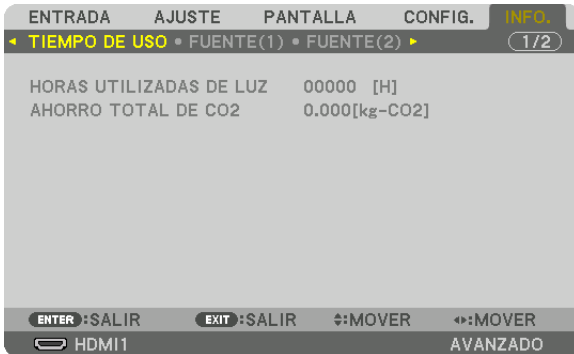 ENTRADA AJUSTE PANTALLA CONFIG. INFO.
TIEMPO DE USO • FUENTE(1) • FUENTE(2) 1/2
HORAS UTILIZADAS DE LUZ 00000 [H]
AHORRO TOTAL DE CO2 0.000[kg-CO2]
ENTER :SALIR EXIT :SALIR :MOVER :MOVER
HDMI1 AVANZADO